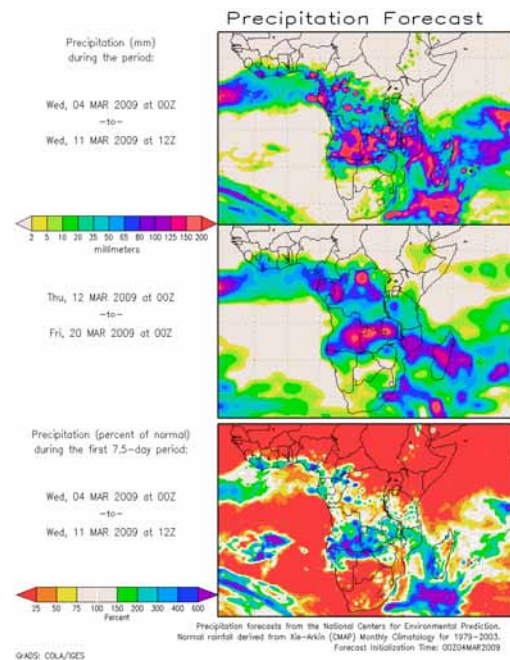 Precipitation Forecast
Precipitation (mm)
during the period:
Wed, 04 MAR 2009 at 00Z
-to-
Wed, 11 MAR 2009 at 12Z
2 5 10 20 25 50 65 80 100 125 150 200
millimeters
Thu, 12 MAR 2009 at 00Z
-to-
Fri, 20 MAR 2009 at 00Z
Precipitation (percent of normal)
during the first 7.5-day period:
Wed, 04 MAR 2009 at 00Z
-to-
Wed, 11 MAR 2009 at 12Z
25 50 75 100 150 200 300 400 600
Percent
Precipitation forecasts from the National Centers for Environmental Prediction.
Normal rainfall derived from Xie-Arkin (CMAP) Monthly Climatology for 1979-2003.
Forecast Initialization Time: 00Z04MAR2009
GrADS: COLA/IGES